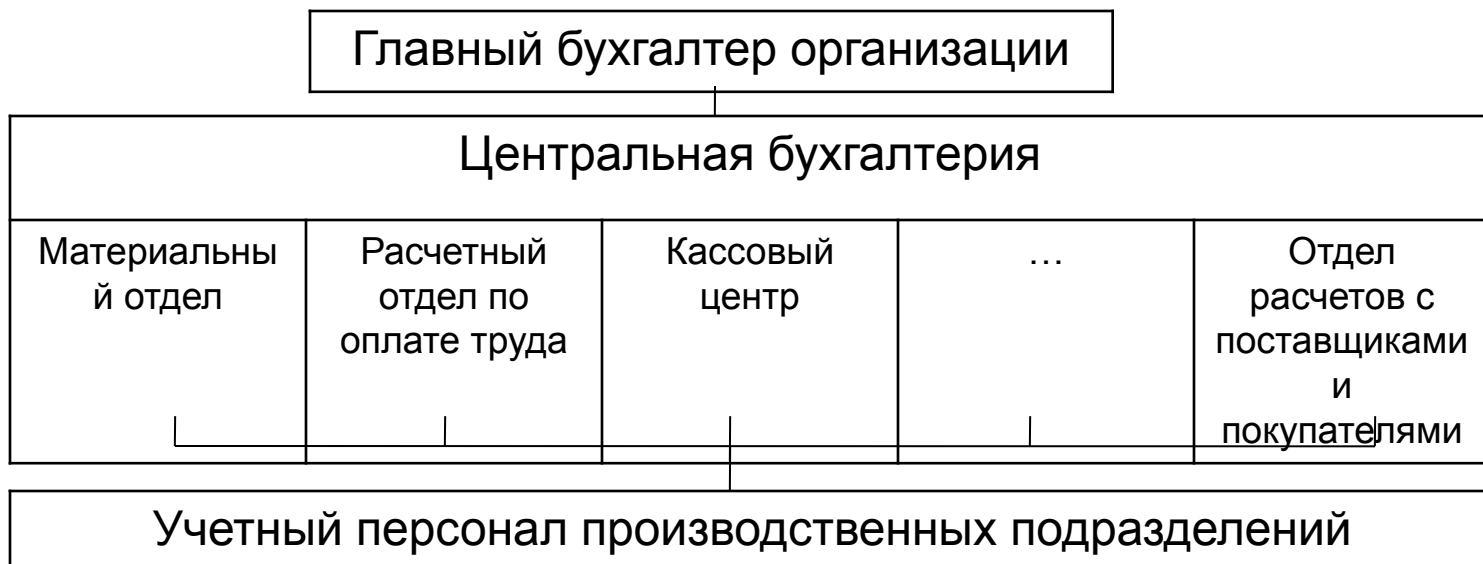 Главный бухгалтер организации
Центральная бухгалтерия
Материальны
й отдел
Расчетный
отдел по
оплате труда
Кассовый
центр
…
Отдел
расчетов с
поставщиками
и
покупателями
Учетный персонал производственных подразделений